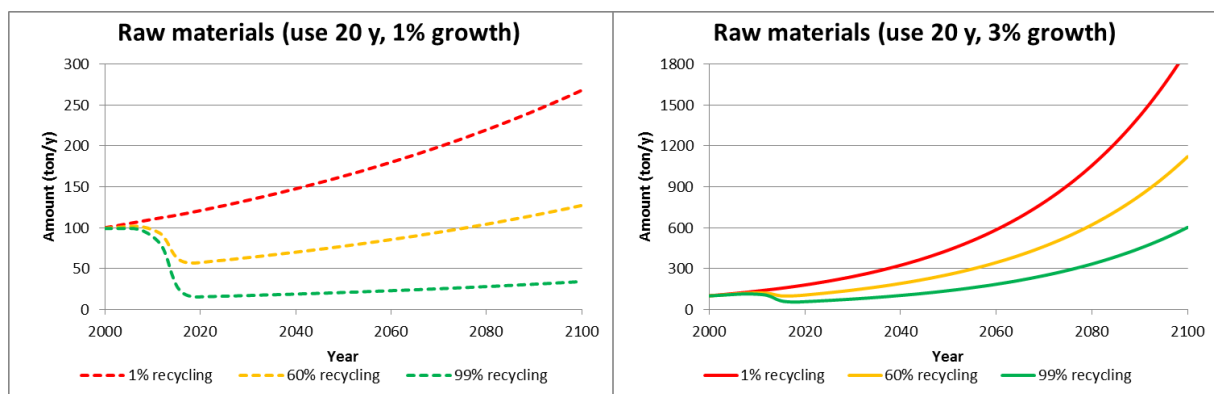 Raw materials (use 20 y, 1% growth)
300
250
200
150
100
50
0
Amount (ton/y)
2000 2020 2040 2060 2080 2100
Year
1% recycling 60% recycling 99% recycling
Raw materials (use 20 y, 3% growth)
1800
1500
1200
900
600
300
0
Amount (ton/y)
2000 2020 2040 2060 2080 2100
Year
1% recycling 60% recycling 99% recycling